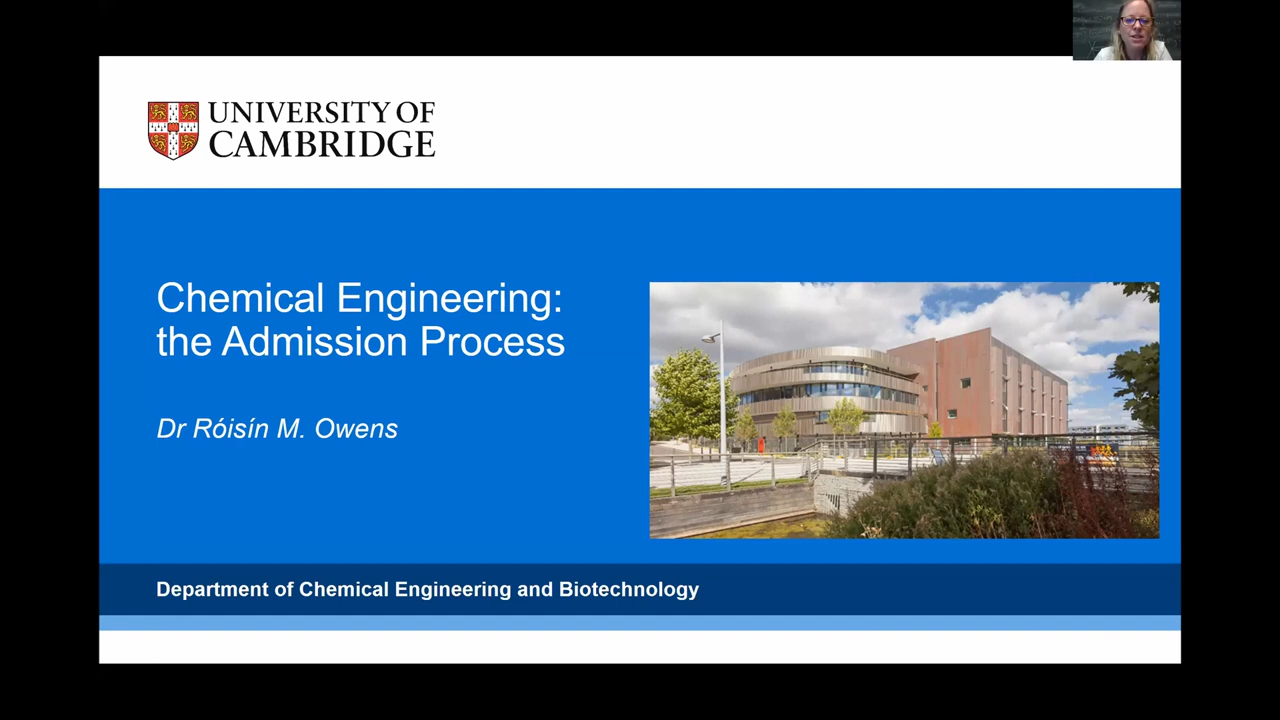 UNIVERSITY OF
CAMBRIDGE
Chemical Engineering:
the Admission Process
Dr Róisín M. Owens
Department of Chemical Engineering and Biotechnology